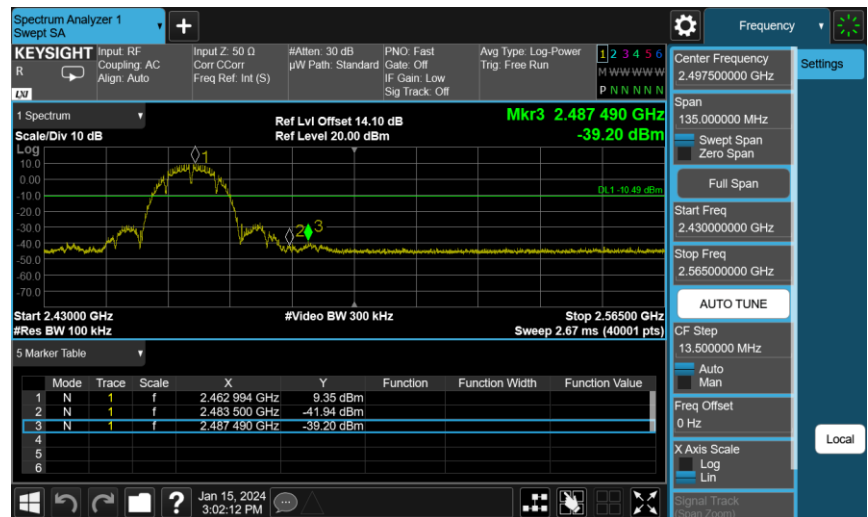 Spectrum Analyzer 1
Swept SA
+
Frequency
KEYSIGHT
R
LXI
Input: RF
Coupling: AC
Align: Auto
Input Z: 50 Ω
Corr CCorr
Freq Ref: Int (S)
#Atten: 30 dB
µW Path: Standard
PNO: Fast
Gate: Off
IF Gain: Low
Sig Track: Off
Avg Type: Log-Power
Trig: Free Run
1 2 3 4 5 6
M W W W W W
P N N N N N
1 Spectrum
Scale/Div 10 dB
Ref Lvl Offset 14.10 dB
Ref Level 20.00 dBm
Mkr3 2.487 490 GHz
-39.20 dBm
Log
10.0
0.00
-10.0
-20.0
-30.0
-40.0
-50.0
-60.0
-70.0
1
2
3
DL1 -10.49 dBm
Start 2.43000 GHz
#Res BW 100 kHz
#Video BW 300 kHz
Stop 2.56500 GHz
Sweep 2.67 ms (40001 pts)
5 Marker Table
Mode Trace Scale X Y Function Function Width Function Value
1 N 1 f 2.462 994 GHz 9.35 dBm
2 N 1 f 2.483 500 GHz -41.94 dBm
3 N 1 f 2.487 490 GHz -39.20 dBm
4
5
6
?
Jan 15, 2024
3:02:12 PM
Center Frequency
2.497500000 GHz
Span
135.000000 MHz
Swept Span
Zero Span
Full Span
Start Freq
2.430000000 GHz
Stop Freq
2.565000000 GHz
AUTO TUNE
CF Step
13.500000 MHz
Auto
Man
Freq Offset
0 Hz
X Axis Scale
Log
Lin
Signal Track
(Span Zoom)
Settings
Local